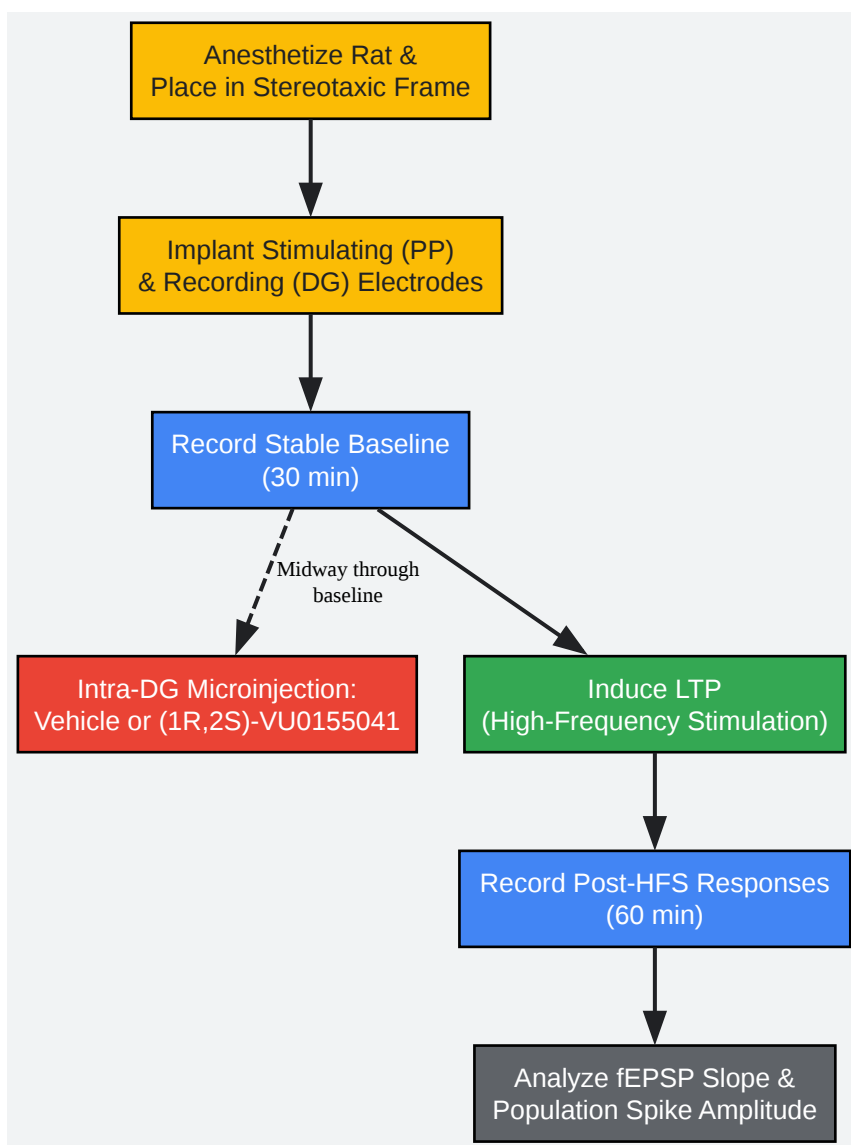 Anesthetize Rat &
Place in Stereotaxic Frame
Implant Stimulating (PP)
& Recording (DG) Electrodes
Record Stable Baseline
(30 min)
Midway through
baseline
Intra-DG Microinjection:
Vehicle or (1R,2S)-VU0155041
Induce LTP
(High-Frequency Stimulation)
Record Post-HFS Responses
(60 min)
Analyze fEPSP Slope &
Population Spike Amplitude